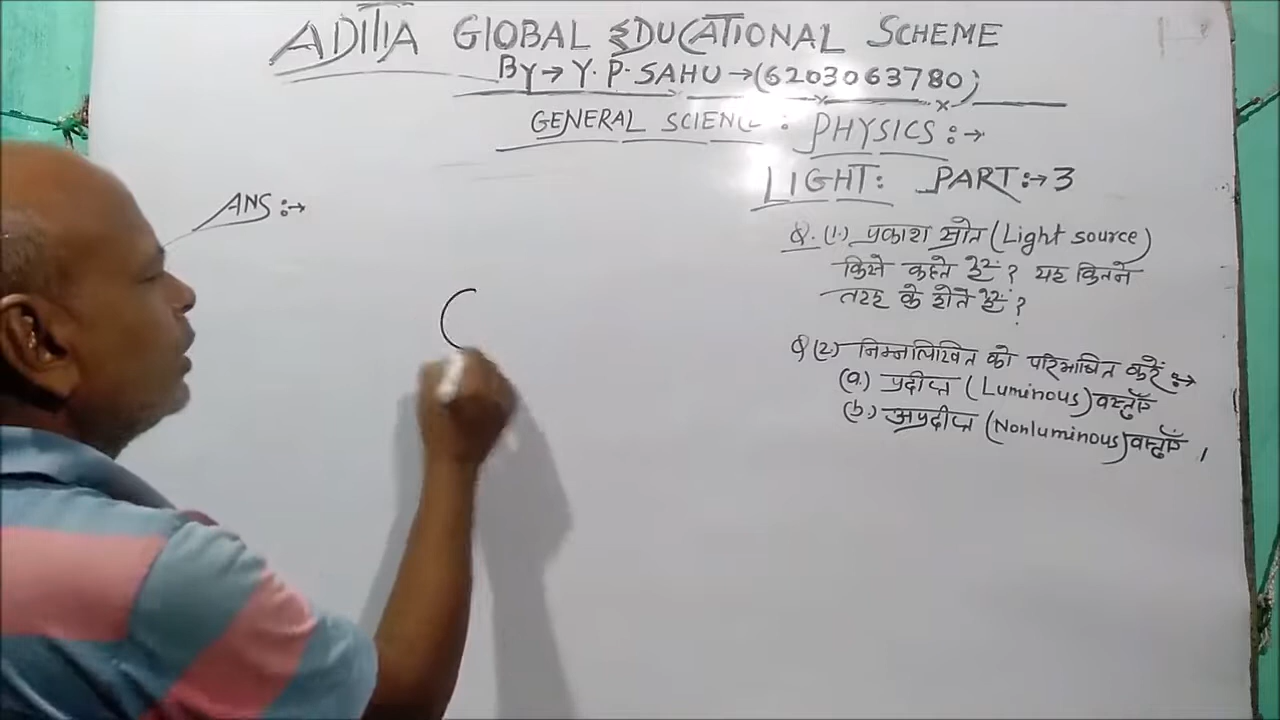 ADITIA GLOBAL EDUCATIONAL SCHEME
BY → Y. P. SAHU → (6203063780)
GENERAL SCIENC : PHYSICS :→
LIGHT: PART :→ 3
ANS :→
Q. (1.) प्रकाश स्रोत (Light source)
किसे कहते हैं ? यह कितने
तरह के होते हैं ?
Q (2.) निम्नलिखित को परिभाषित करें :→
(a.) प्रदीप्त (Luminous) वस्तुएँ
(b.) अप्रदीप्त (Nonluminous) वस्तुएँ ।